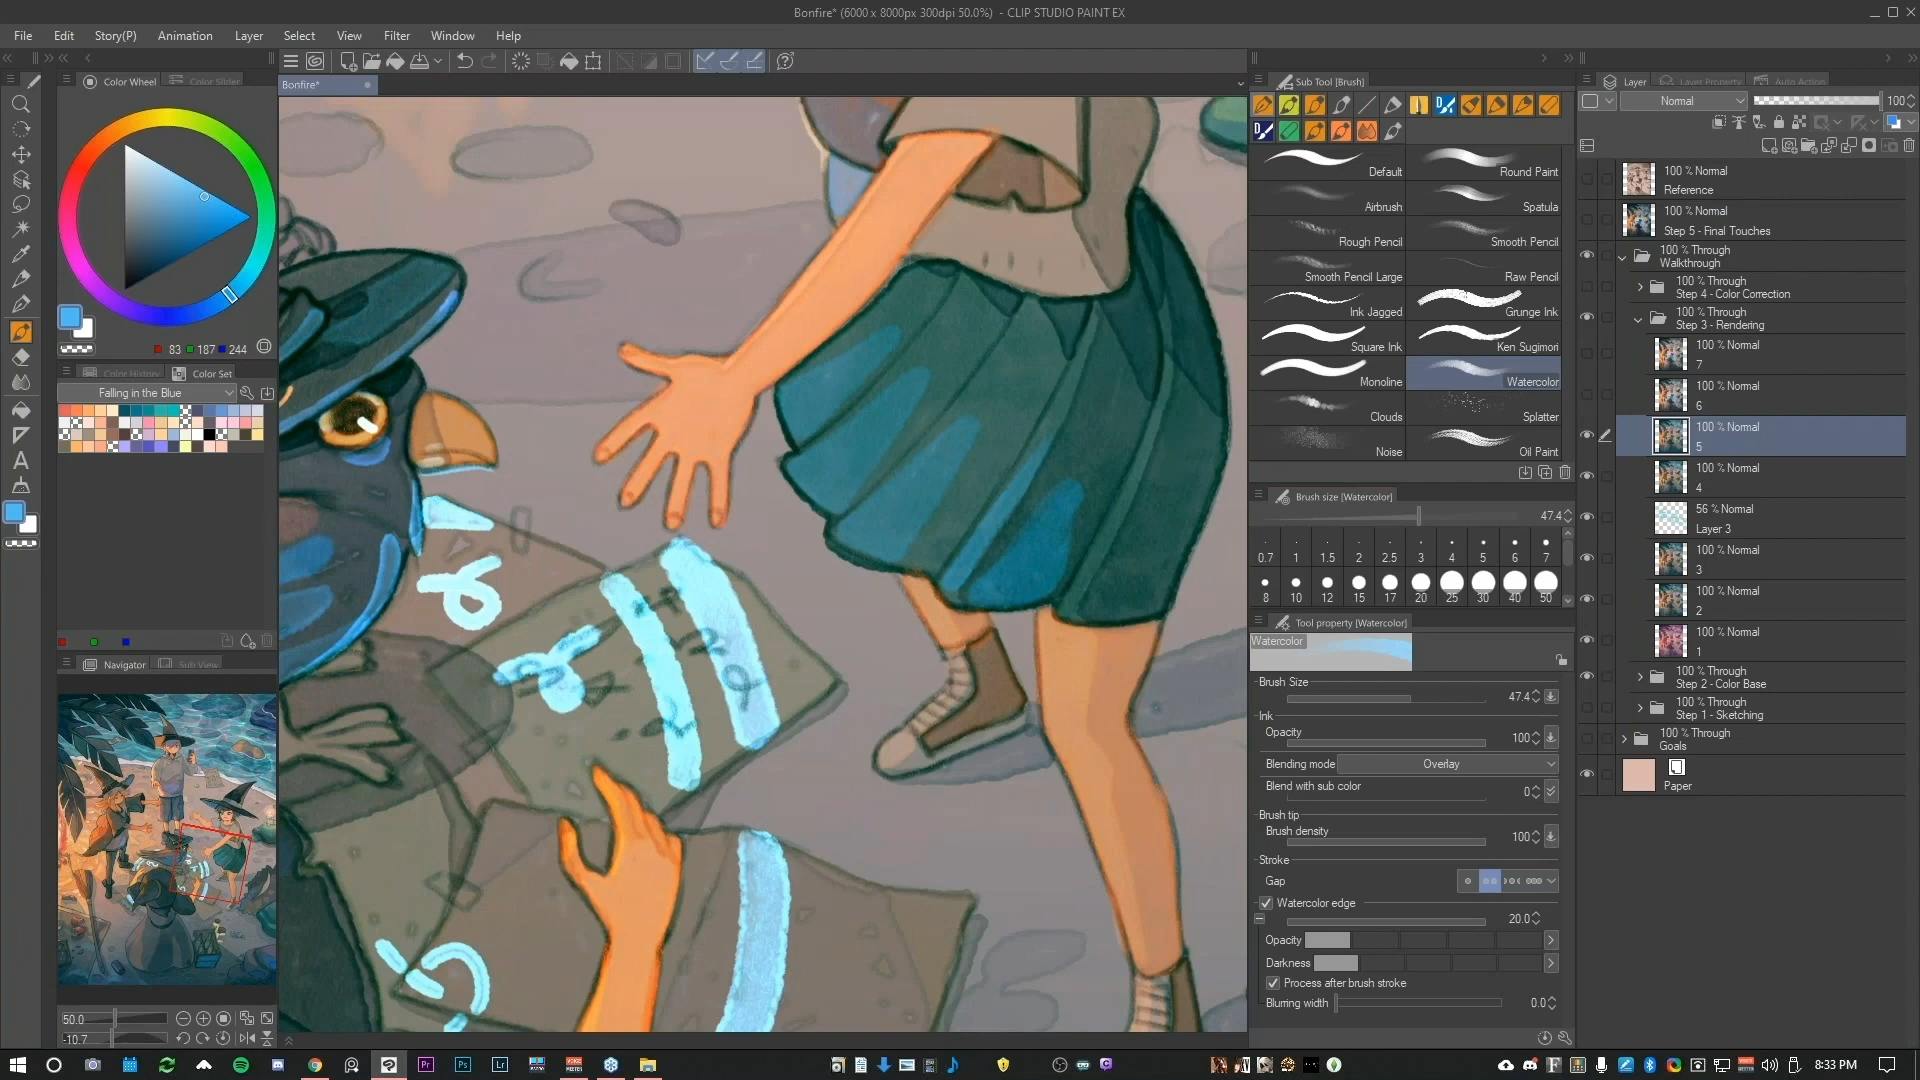 Bonfire* (6000 x 8000px 300dpi 50.0%) - CLIP STUDIO PAINT EX
File Edit Story(P) Animation Layer Select View Filter Window Help
Color Wheel Color Slider
Bonfire*
Sub Tool [Brush]
Layer Layer Property Auto Action
Normal 100
83 187 244
Color History Color Set
Falling in the Blue
Default Round Paint
Airbrush Spatula
Rough Pencil Smooth Pencil
Smooth Pencil Large Raw Pencil
Ink Jagged Grunge Ink
Square Ink Ken Sugimori
Monoline Watercolor
Clouds Splatter
Noise Oil Paint
Brush size [Watercolor]
47.4
0.7 1 1.5 2 2.5 3 4 5 6 7
8 10 12 15 17 20 25 30 40 50
Tool property [Watercolor]
Watercolor
Brush Size
47.4
Ink
Opacity 100
Blending mode Overlay
Blend with sub color 0
Brush tip
Brush density 100
Stroke
Gap
Watercolor edge
20.0
Opacity
Darkness
Process after brush stroke
Blurring width 0.0
100 % Normal
Reference
100 % Normal
Step 5 - Final Touches
100 % Through
Walkthrough
100 % Through
Step 4 - Color Correction
100 % Through
Step 3 - Rendering
100 % Normal
7
100 % Normal
6
100 % Normal
5
100 % Normal
4
56 % Normal
Layer 3
100 % Normal
3
100 % Normal
2
100 % Normal
1
100 % Through
Step 2 - Color Base
100 % Through
Step 1 - Sketching
100 % Through
Goals
Paper
Navigator Sub View
50.0
-10.7
Pr Ps Lr
8:33 PM